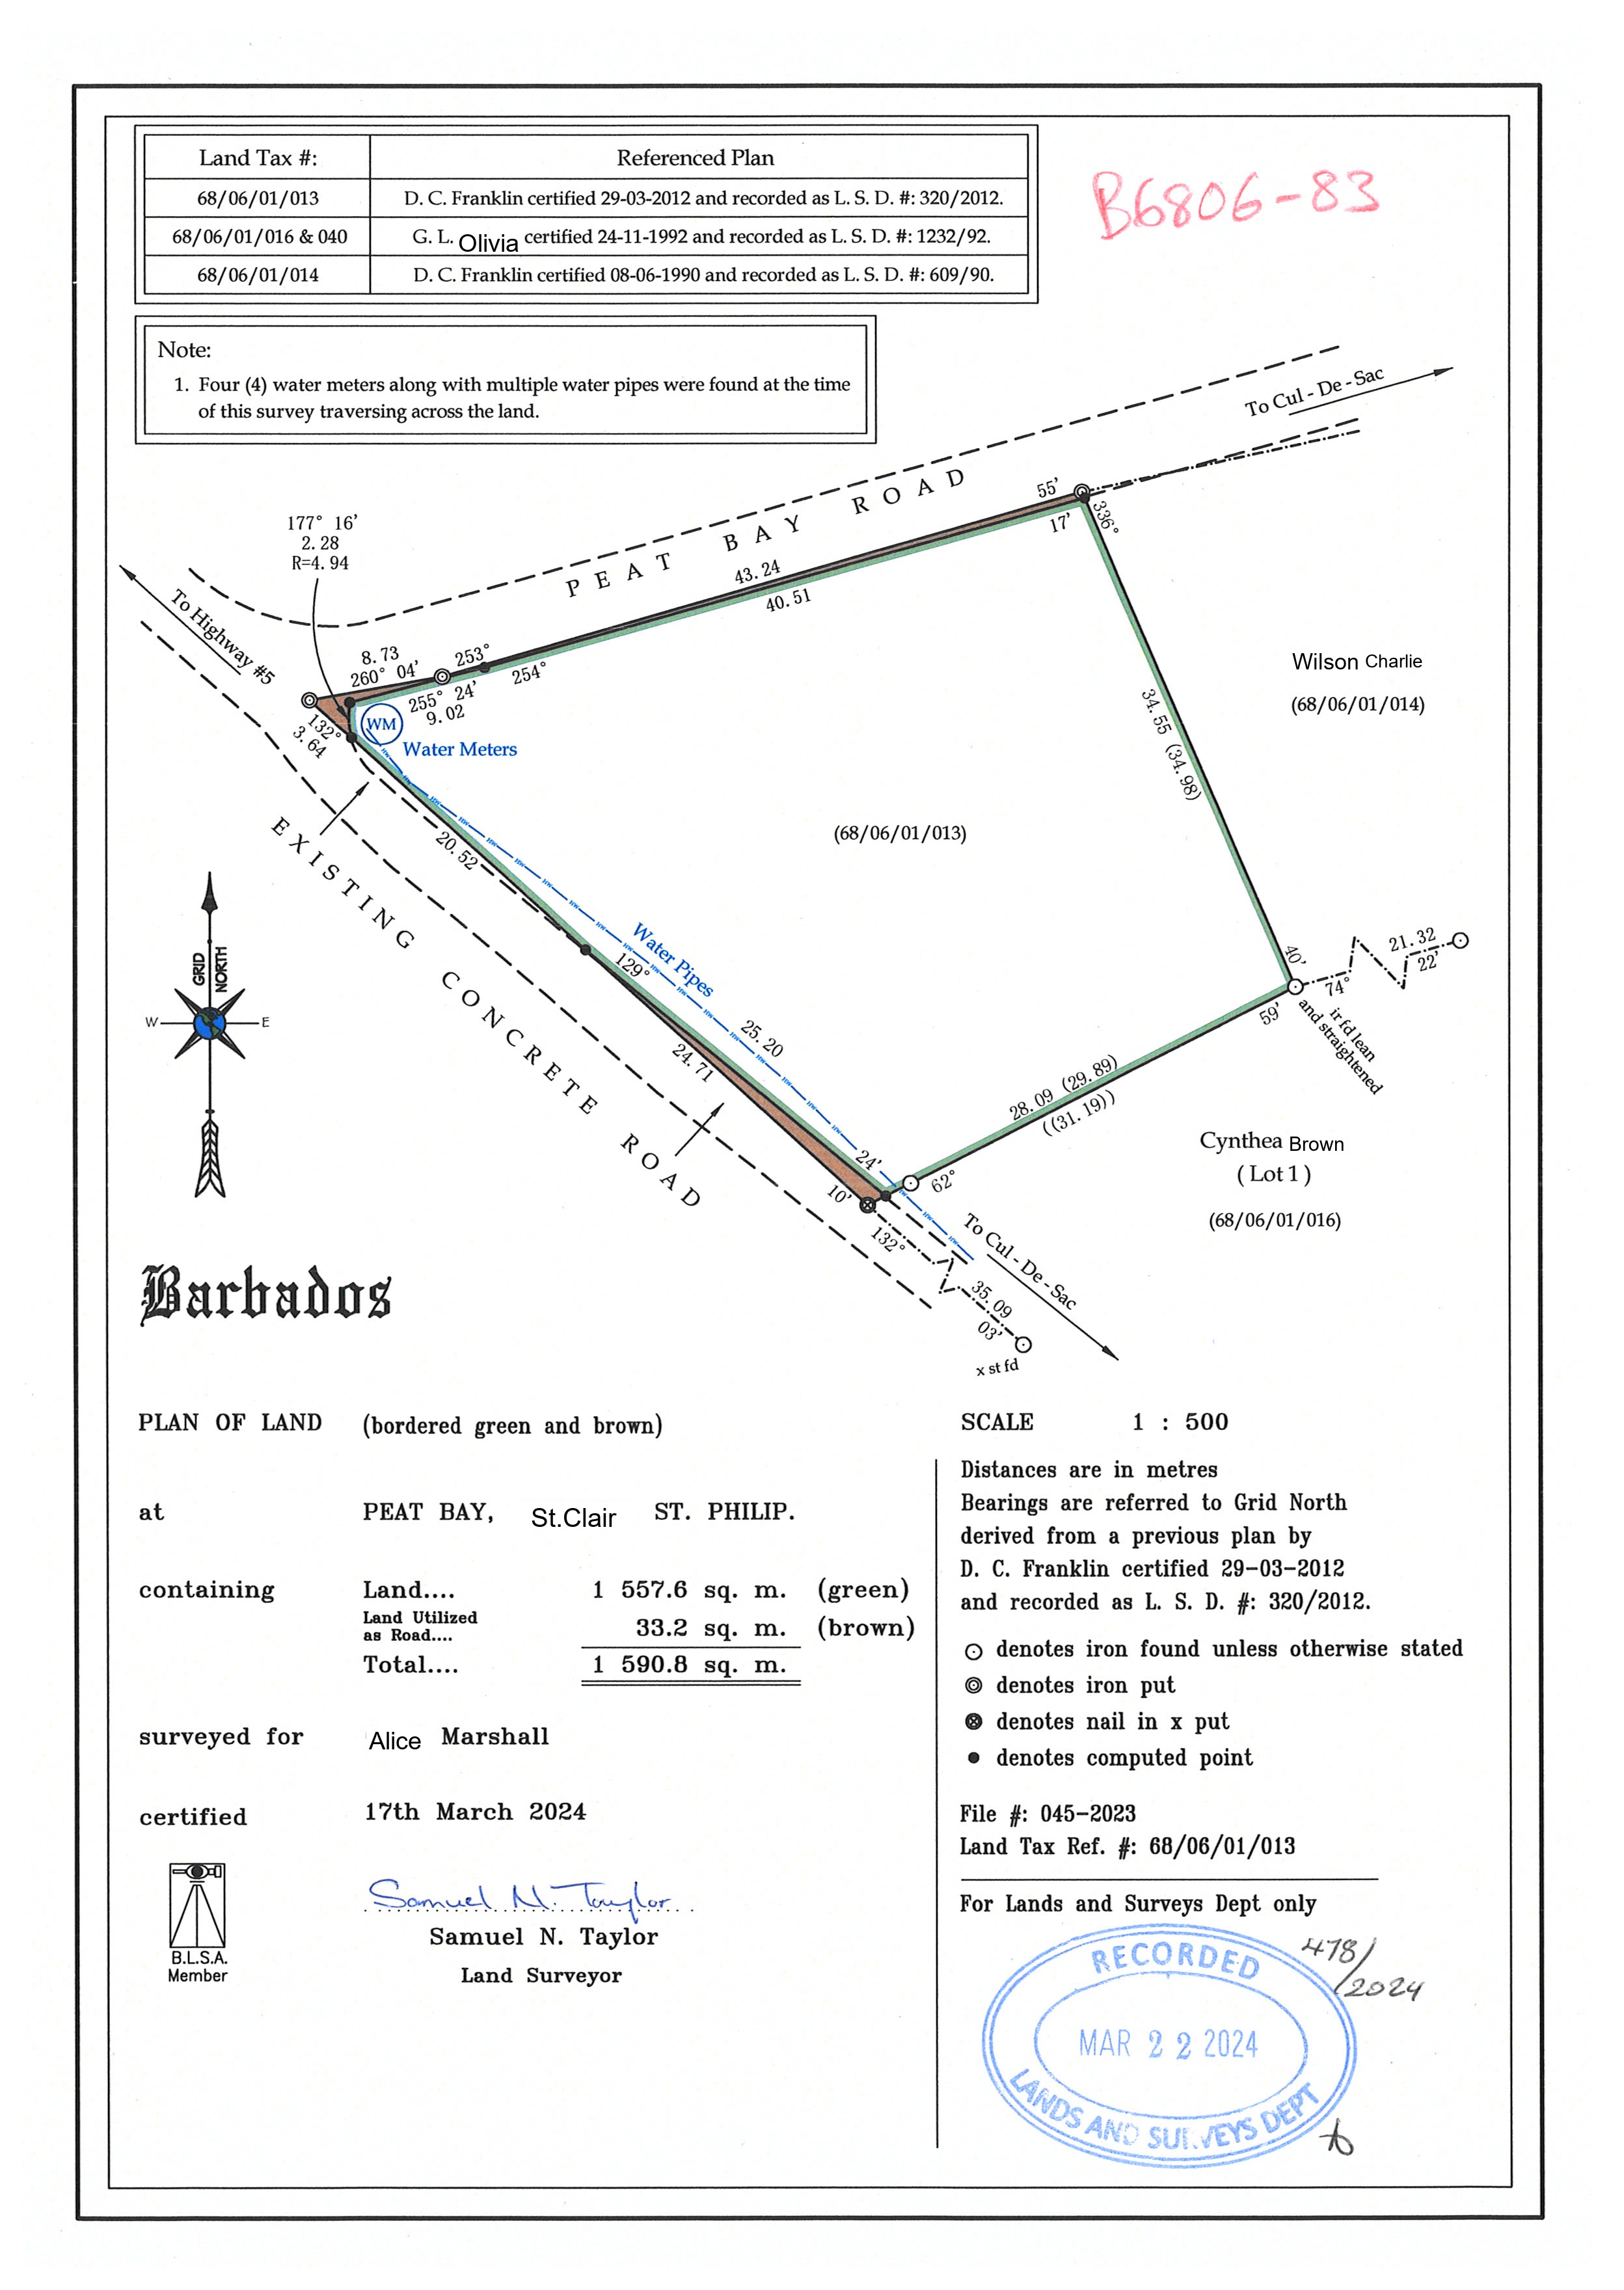 Land Tax #: Referenced Plan
68/06/01/013 D. C. Franklin certified 29-03-2012 and recorded as L. S. D. #: 320/2012.
68/06/01/016 & 040 G. L. Olivia certified 24-11-1992 and recorded as L. S. D. #: 1232/92.
68/06/01/014 D. C. Franklin certified 08-06-1990 and recorded as L. S. D. #: 609/90.
B6806-83
Note:
1. Four (4) water meters along with multiple water pipes were found at the time
of this survey traversing across the land.
To Cul - De - Sac
PEAT BAY ROAD
55'
17'
336°
177° 16'
2.28
R=4.94
43.24
40.51
To Highway #5
8.73
260° 04'
253°
254°
255° 24'
9.02
132°
3.64
WM
Water Meters
Wilson Charlie
(68/06/01/014)
34.55 (34.98)
(68/06/01/013)
EXISTING CONCRETE ROAD
20.52
GRID
NORTH
W
E
Water Pipes
129°
25.20
24.71
40'
21.32
22'
74°
59'
ir fd lean
and straightened
28.09 (29.89)
((31.19))
Cynthea Brown
( Lot 1 )
(68/06/01/016)
24'
10'
62°
132°
To Cul - De - Sac
35.09
03'
x st fd
Barbados
PLAN OF LAND (bordered green and brown)
at PEAT BAY, St.Clair ST. PHILIP.
containing Land.... 1 557.6 sq. m. (green)
Land Utilized
as Road.... 33.2 sq. m. (brown)
Total.... 1 590.8 sq. m.
surveyed for Alice Marshall
certified 17th March 2024
B.L.S.A.
Member
Samuel N. Taylor
Samuel N. Taylor
Land Surveyor
SCALE 1 : 500
Distances are in metres
Bearings are referred to Grid North
derived from a previous plan by
D. C. Franklin certified 29-03-2012
and recorded as L. S. D. #: 320/2012.
denotes iron found unless otherwise stated
denotes iron put
denotes nail in x put
denotes computed point
File #: 045-2023
Land Tax Ref. #: 68/06/01/013
For Lands and Surveys Dept only
RECORDED
MAR 22 2024
LANDS AND SURVEYS DEPT
478/2024